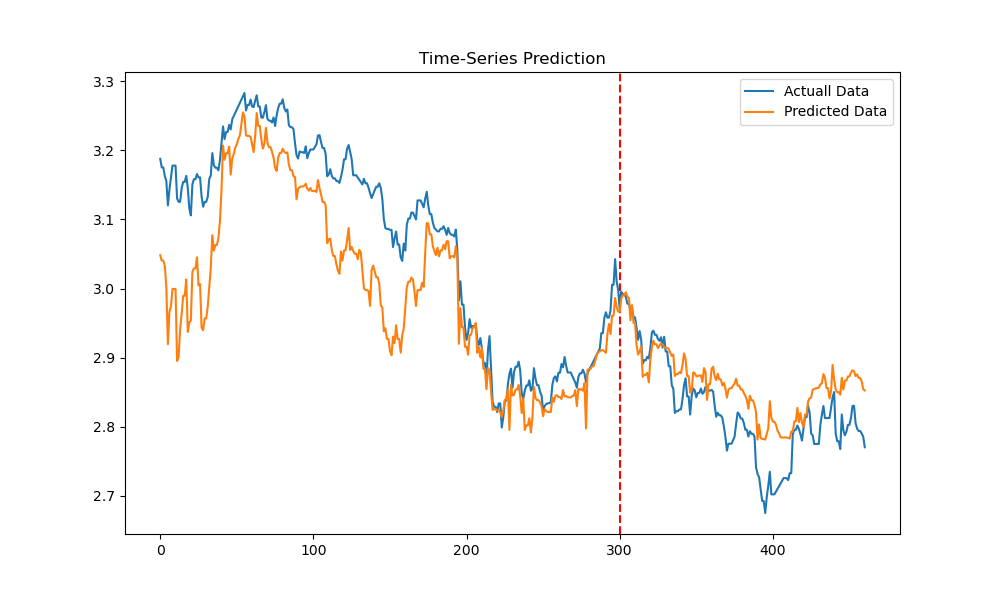 Time-Series Prediction
Actuall Data
Predicted Data
3.3
3.2
3.1
3.0
2.9
2.8
2.7
0 100 200 300 400